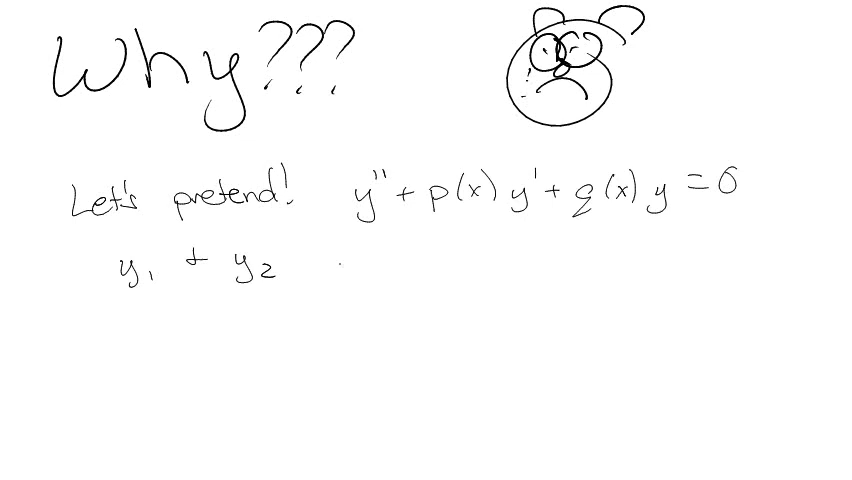 Why???
Let's pretend! y'' + p(x) y' + q(x) y = 0
y₁ + y₂